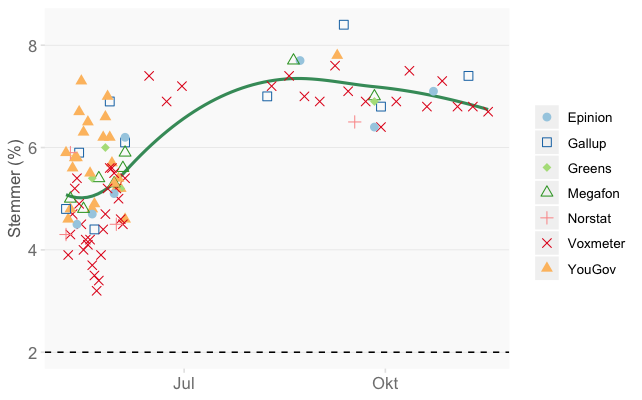 Stemmer (%)
8
6
4
2
Jul
Okt
Epinion
Gallup
Greens
Megafon
Norstat
Voxmeter
YouGov